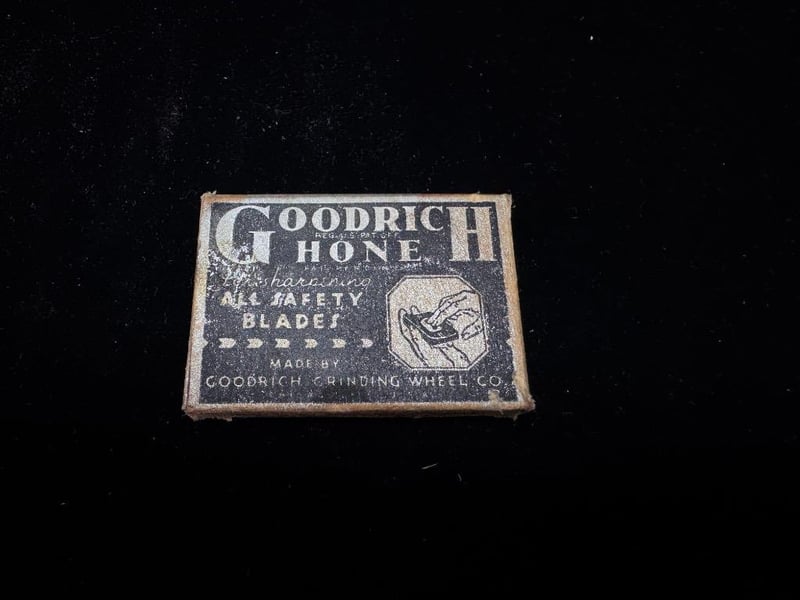 GOODRICH
REG. U.S. PAT. OFF.
HONE
For sharpening
ALL SAFETY
BLADES
MADE BY
GOODRICH GRINDING WHEEL CO.